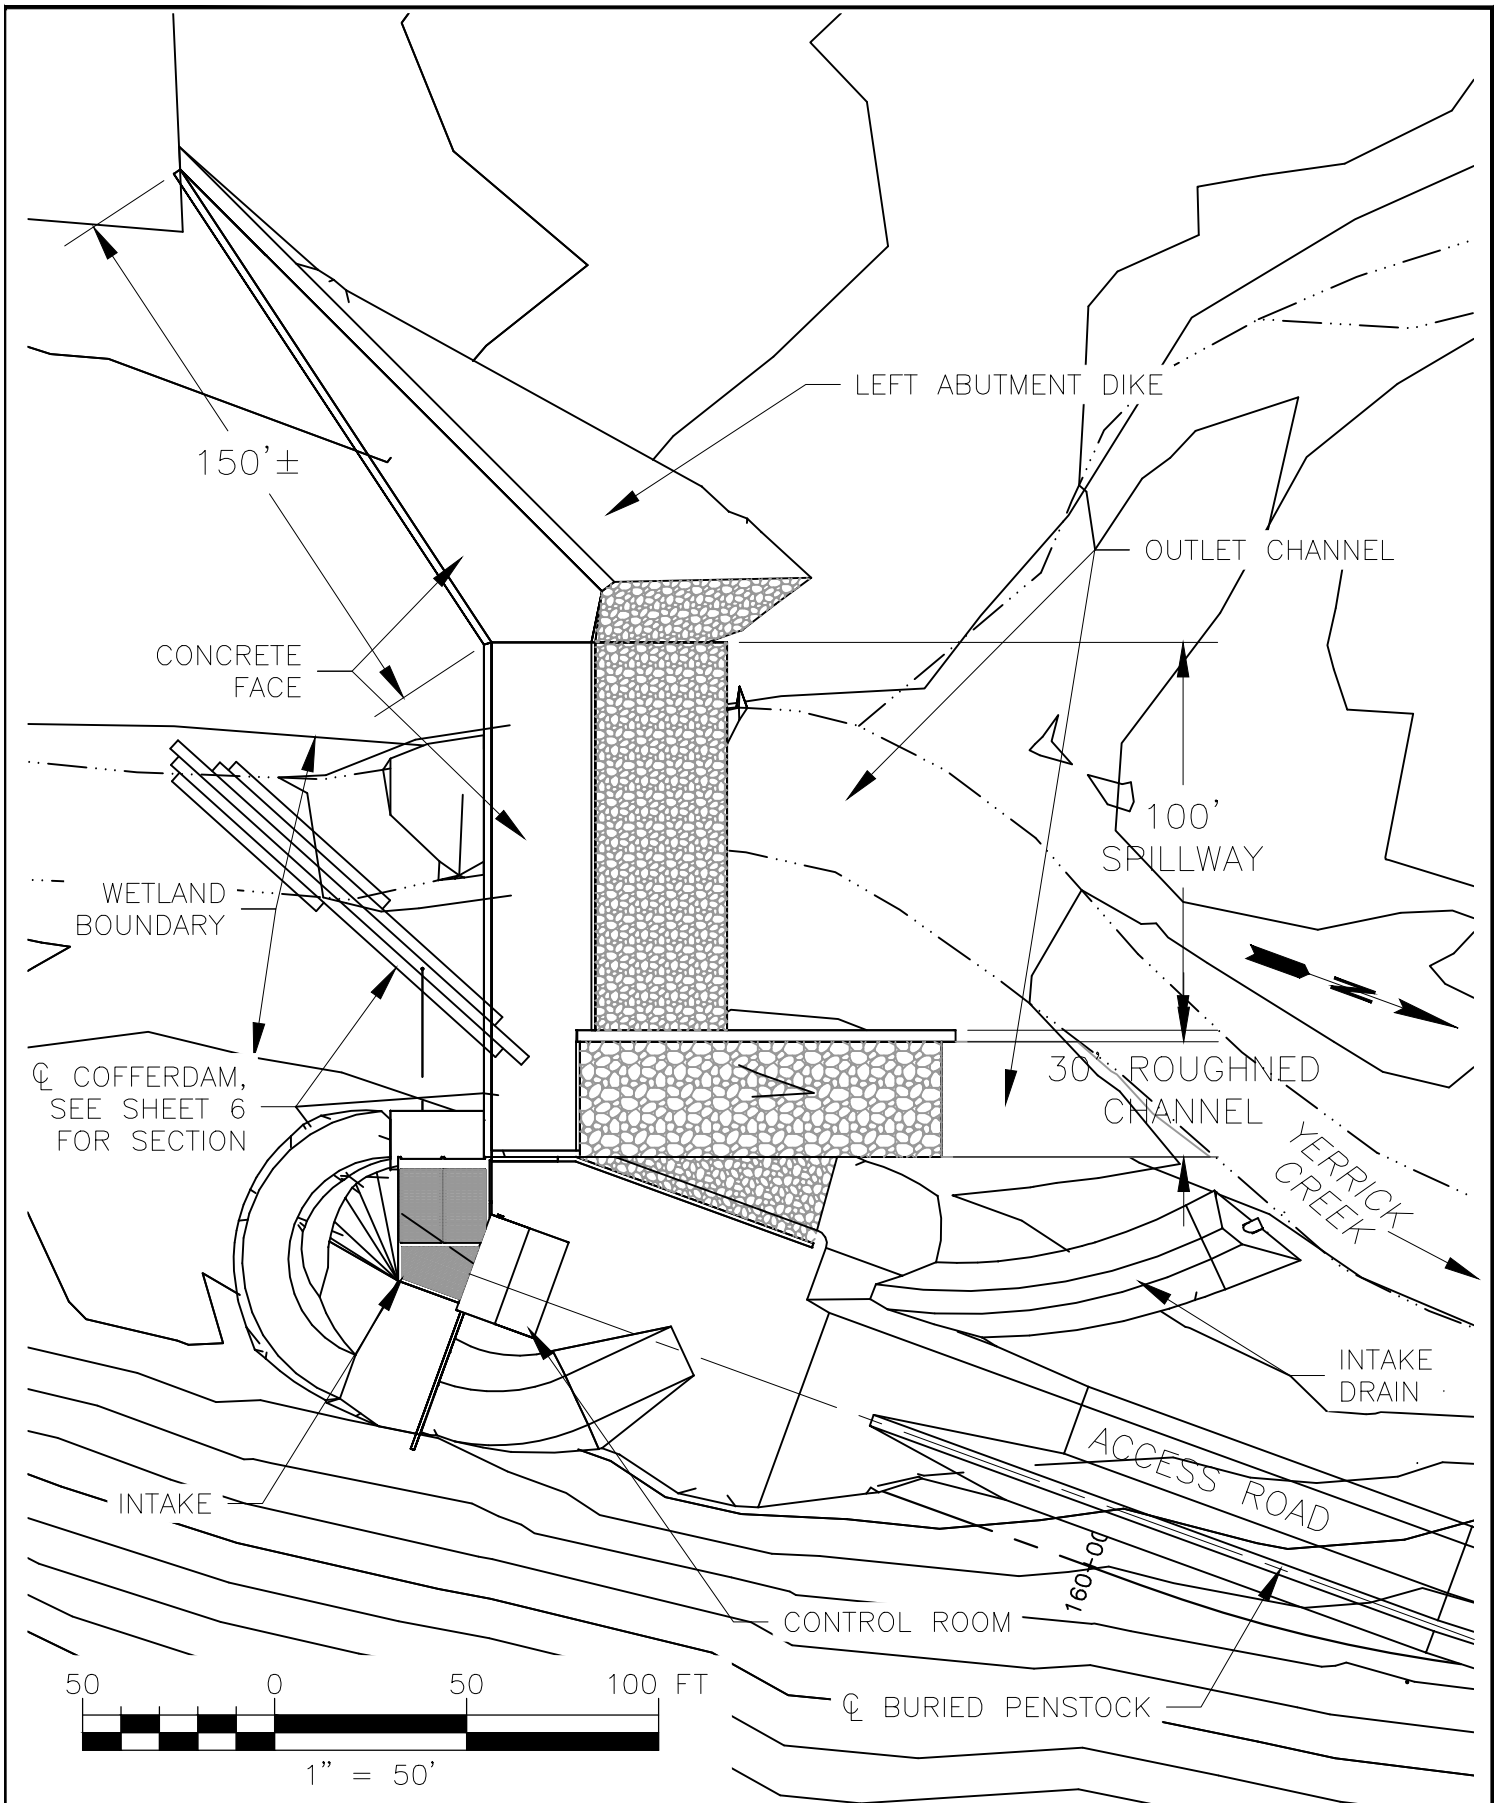 LEFT ABUTMENT DIKE
150'±
OUTLET CHANNEL
CONCRETE
FACE
100'
SPILLWAY
WETLAND
BOUNDARY
N
℄ COFFERDAM,
SEE SHEET 6
FOR SECTION
30' ROUGHNED
CHANNEL
YERRICK
CREEK
INTAKE
DRAIN
ACCESS ROAD
INTAKE
160+00
CONTROL ROOM
50 0 50 100 FT
℄ BURIED PENSTOCK
1" = 50'